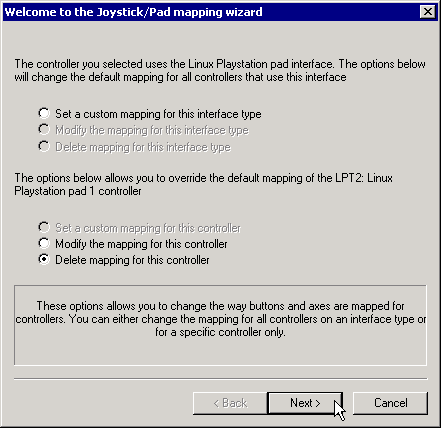 Welcome to the Joystick/Pad mapping wizard
The controller you selected uses the Linux Playstation pad interface. The options below
will change the default mapping for all controllers that use this interface
Set a custom mapping for this interface type
Modify the mapping for this interface type
Delete mapping for this interface type
The options below allows you to override the default mapping of the LPT2: Linux
Playstation pad 1 controller
Set a custom mapping for this controller
Modify the mapping for this controller
Delete mapping for this controller
These options allows you to change the way buttons and axes are mapped for
controllers. You can either change the mapping for all controllers on an interface type or
for a specific controller only.
< Back Next > Cancel